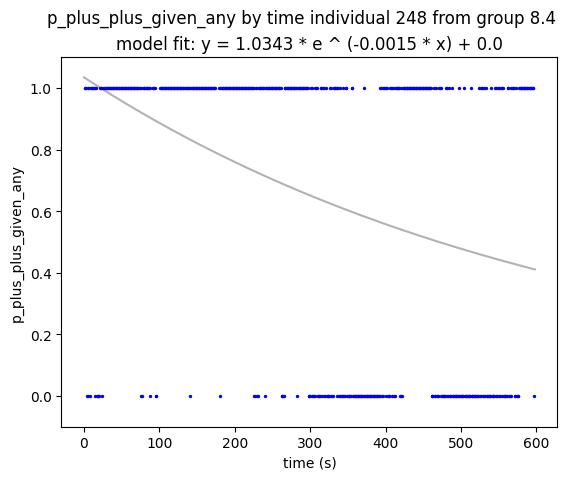 p_plus_plus_given_any by time individual 248 from group 8.4
model fit: y = 1.0343 * e ^ (-0.0015 * x) + 0.0
1.0
0.8
0.6
0.4
0.2
0.0
p_plus_plus_given_any
0 100 200 300 400 500 600
time (s)